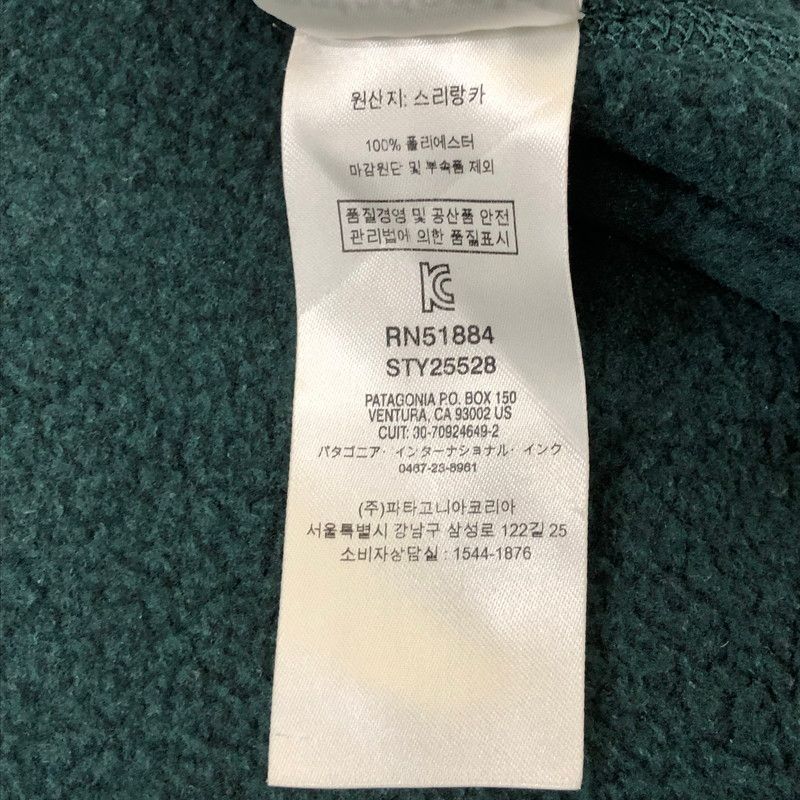 원산지: 스리랑카
100% 폴리에스터
마감원단 및 부속품 제외
품질경영 및 공산품 안전
관리법에 의한 품질표시
RN51884
STY25528
PATAGONIA P.O. BOX 150
VENTURA, CA 93002 US
CUIT: 30-70924649-2
パタゴニア・インターナショナル・インク
0467-23-8961
(주)파타고니아코리아
서울특별시 강남구 삼성로 122길 25
소비자상담실 : 1544-1876